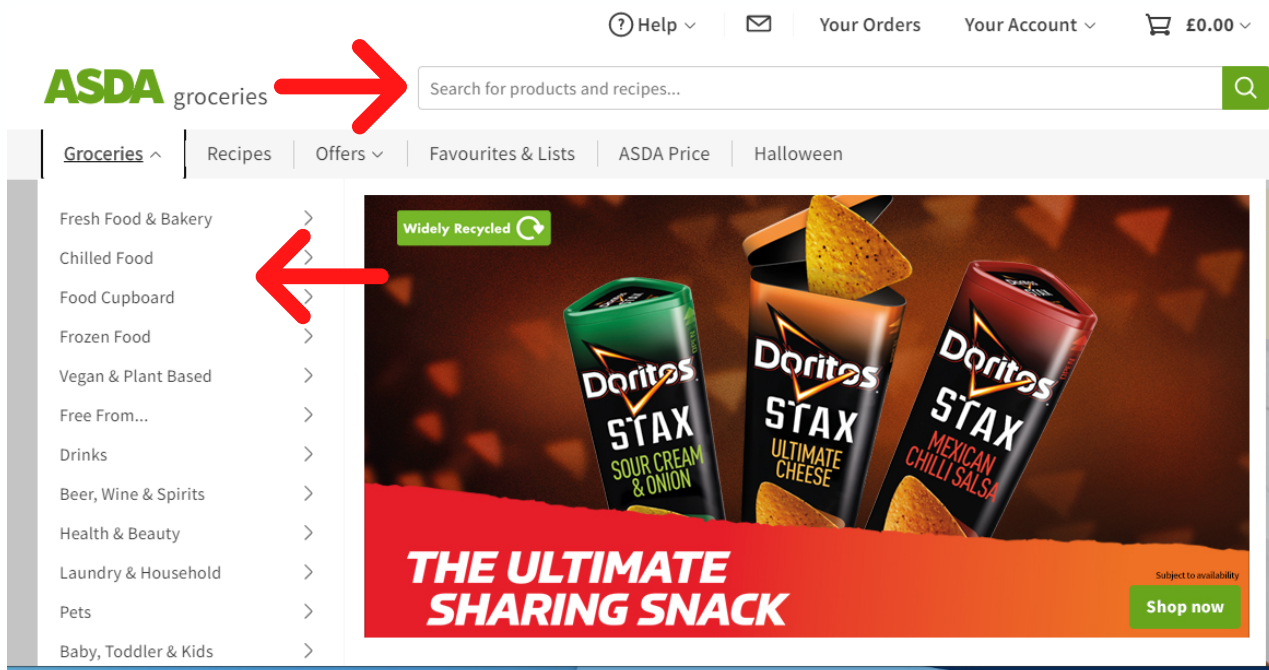 ? Help Your Orders Your Account £0.00
ASDA groceries Search for products and recipes...
Groceries Recipes Offers Favourites & Lists ASDA Price Halloween
Fresh Food & Bakery
Chilled Food
Food Cupboard
Frozen Food
Vegan & Plant Based
Free From...
Drinks
Beer, Wine & Spirits
Health & Beauty
Laundry & Household
Pets
Baby, Toddler & Kids
Widely Recycled
Doritos
STAX
SOUR CREAM
& ONION
Doritos
STAX
ULTIMATE
CHEESE
Doritos
STAX
MEXICAN
CHILLI SALSA
THE ULTIMATE
SHARING SNACK
Subject to availability
Shop now